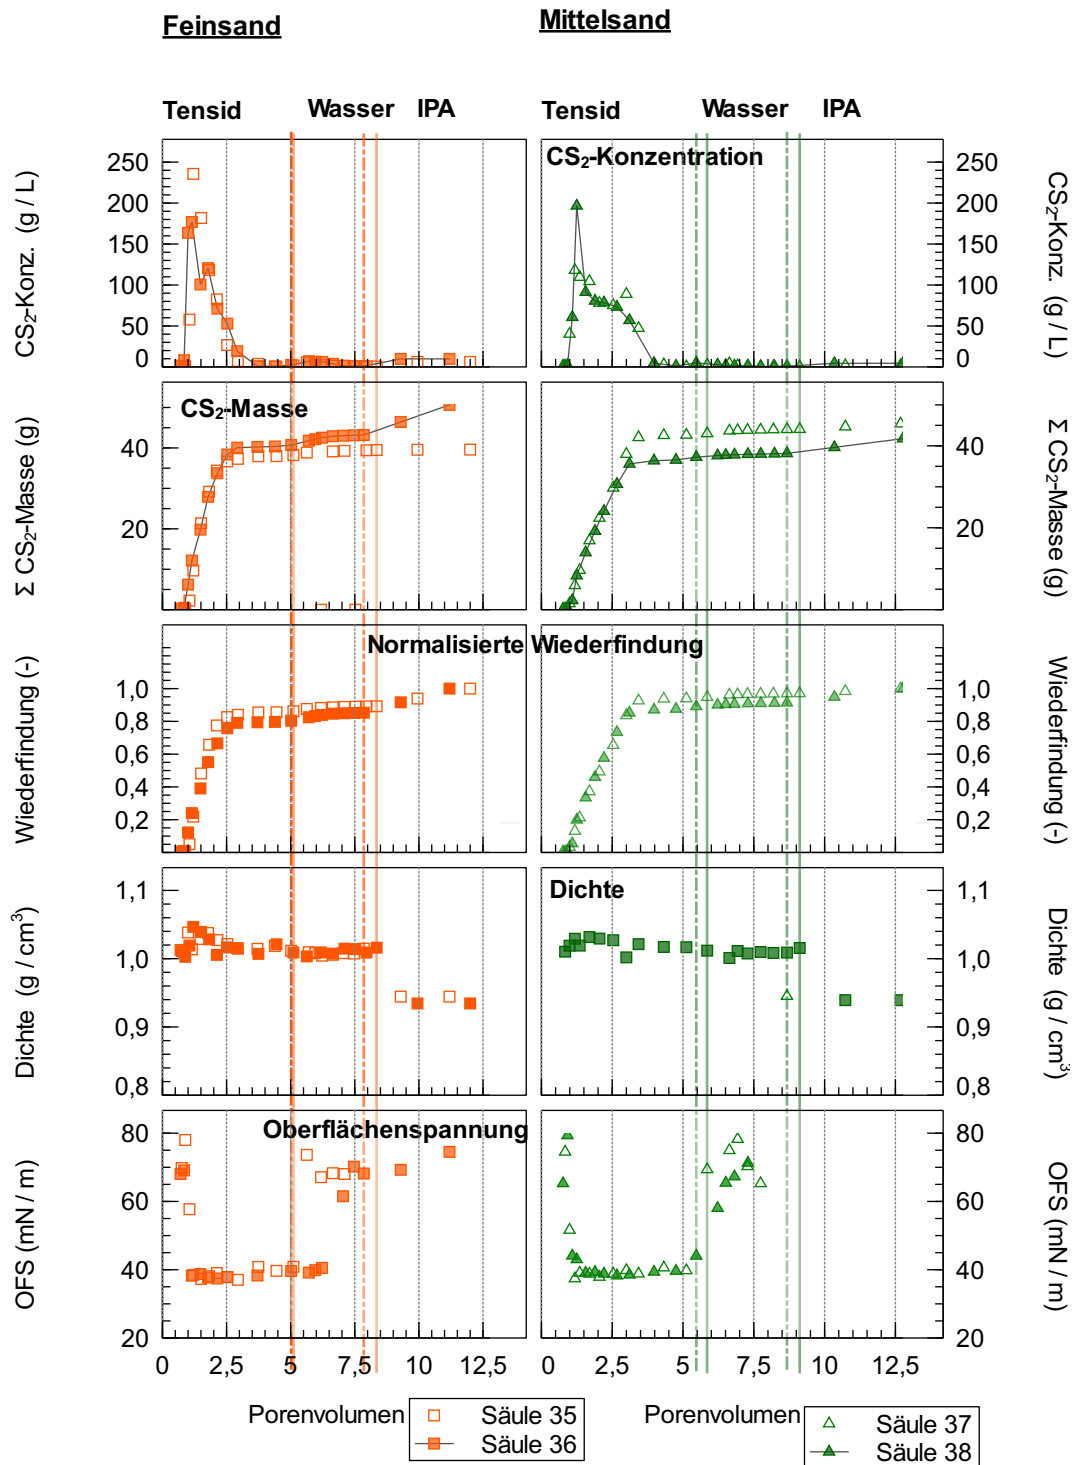 Feinsand Mittelsand
Tensid Wasser IPA Tensid Wasser IPA
CS₂-Konzentration
250
200
150
100
50
0
CS₂-Konz. (g / L)
250
200
150
100
50
0
CS₂-Konz. (g / L)
CS₂-Masse
40
20
Σ CS₂-Masse (g)
40
20
Σ CS₂-Masse (g)
Normalisierte Wiederfindung
1,0
0,8
0,6
0,4
0,2
Wiederfindung (-)
1,0
0,8
0,6
0,4
0,2
Wiederfindung (-)
Dichte
1,1
1,0
0,9
0,8
Dichte (g / cm³)
1,1
1,0
0,9
0,8
Dichte (g / cm³)
Oberflächenspannung
80
60
40
20
OFS (mN / m)
80
60
40
20
OFS (mN / m)
0 2,5 5 7,5 10 12,5 0 2,5 5 7,5 10 12,5
Porenvolumen
Säule 35
Säule 36
Porenvolumen
Säule 37
Säule 38